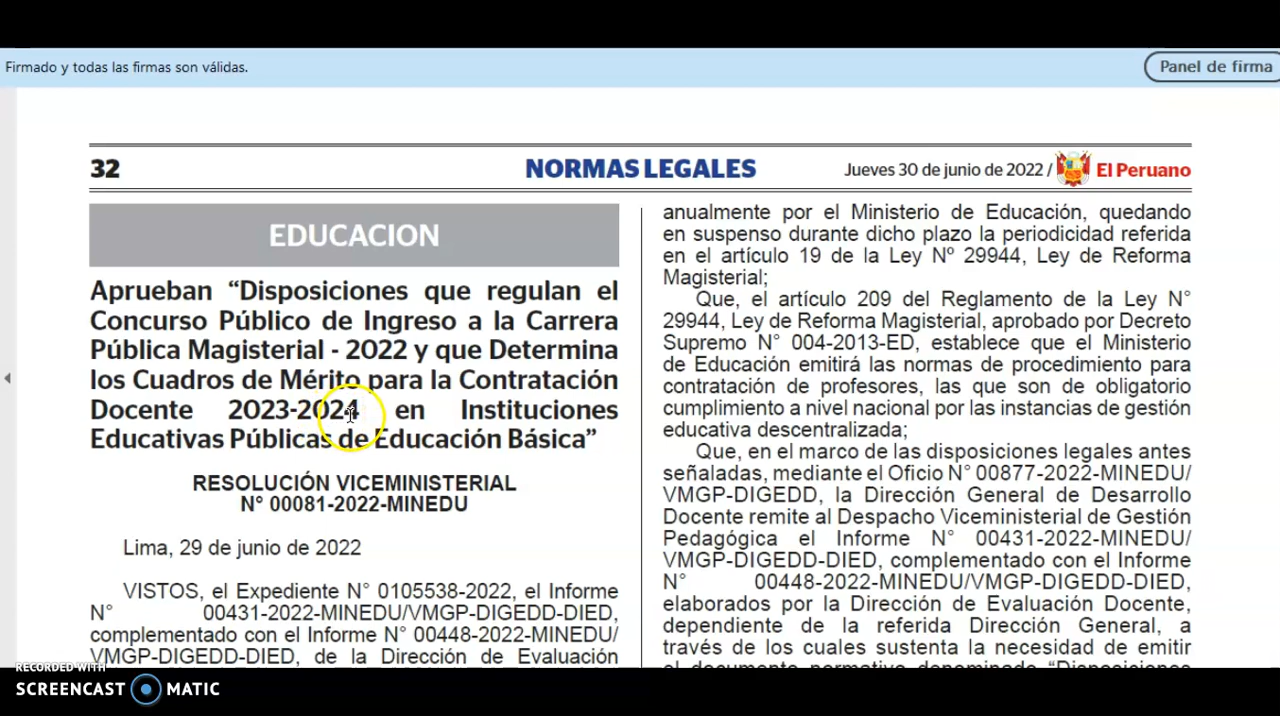 Firmado y todas las firmas son válidas.
Panel de firma
32
NORMAS LEGALES
Jueves 30 de junio de 2022 / El Peruano
EDUCACION
Aprueban “Disposiciones que regulan el
Concurso Público de Ingreso a la Carrera
Pública Magisterial - 2022 y que Determina
los Cuadros de Mérito para la Contratación
Docente 2023-2024 en Instituciones
Educativas Públicas de Educación Básica”
RESOLUCIÓN VICEMINISTERIAL
N° 00081-2022-MINEDU
Lima, 29 de junio de 2022
VISTOS, el Expediente N° 0105538-2022, el Informe
N° 00431-2022-MINEDU/VMGP-DIGEDD-DIED,
complementado con el Informe N° 00448-2022-MINEDU/
VMGP-DIGEDD-DIED, de la Dirección de Evaluación
anualmente por el Ministerio de Educación, quedando
en suspenso durante dicho plazo la periodicidad referida
en el artículo 19 de la Ley Nº 29944, Ley de Reforma
Magisterial;
Que, el artículo 209 del Reglamento de la Ley N°
29944, Ley de Reforma Magisterial, aprobado por Decreto
Supremo N° 004-2013-ED, establece que el Ministerio
de Educación emitirá las normas de procedimiento para
contratación de profesores, las que son de obligatorio
cumplimiento a nivel nacional por las instancias de gestión
educativa descentralizada;
Que, en el marco de las disposiciones legales antes
señaladas, mediante el Oficio N° 00877-2022-MINEDU/
VMGP-DIGEDD, la Dirección General de Desarrollo
Docente remite al Despacho Viceministerial de Gestión
Pedagógica el Informe N° 00431-2022-MINEDU/
VMGP-DIGEDD-DIED, complementado con el Informe
N° 00448-2022-MINEDU/VMGP-DIGEDD-DIED,
elaborados por la Dirección de Evaluación Docente,
dependiente de la referida Dirección General, a
través de los cuales sustenta la necesidad de emitir
el documento normativo denominado “Disposiciones
RECORDED WITH
SCREENCAST MATIC